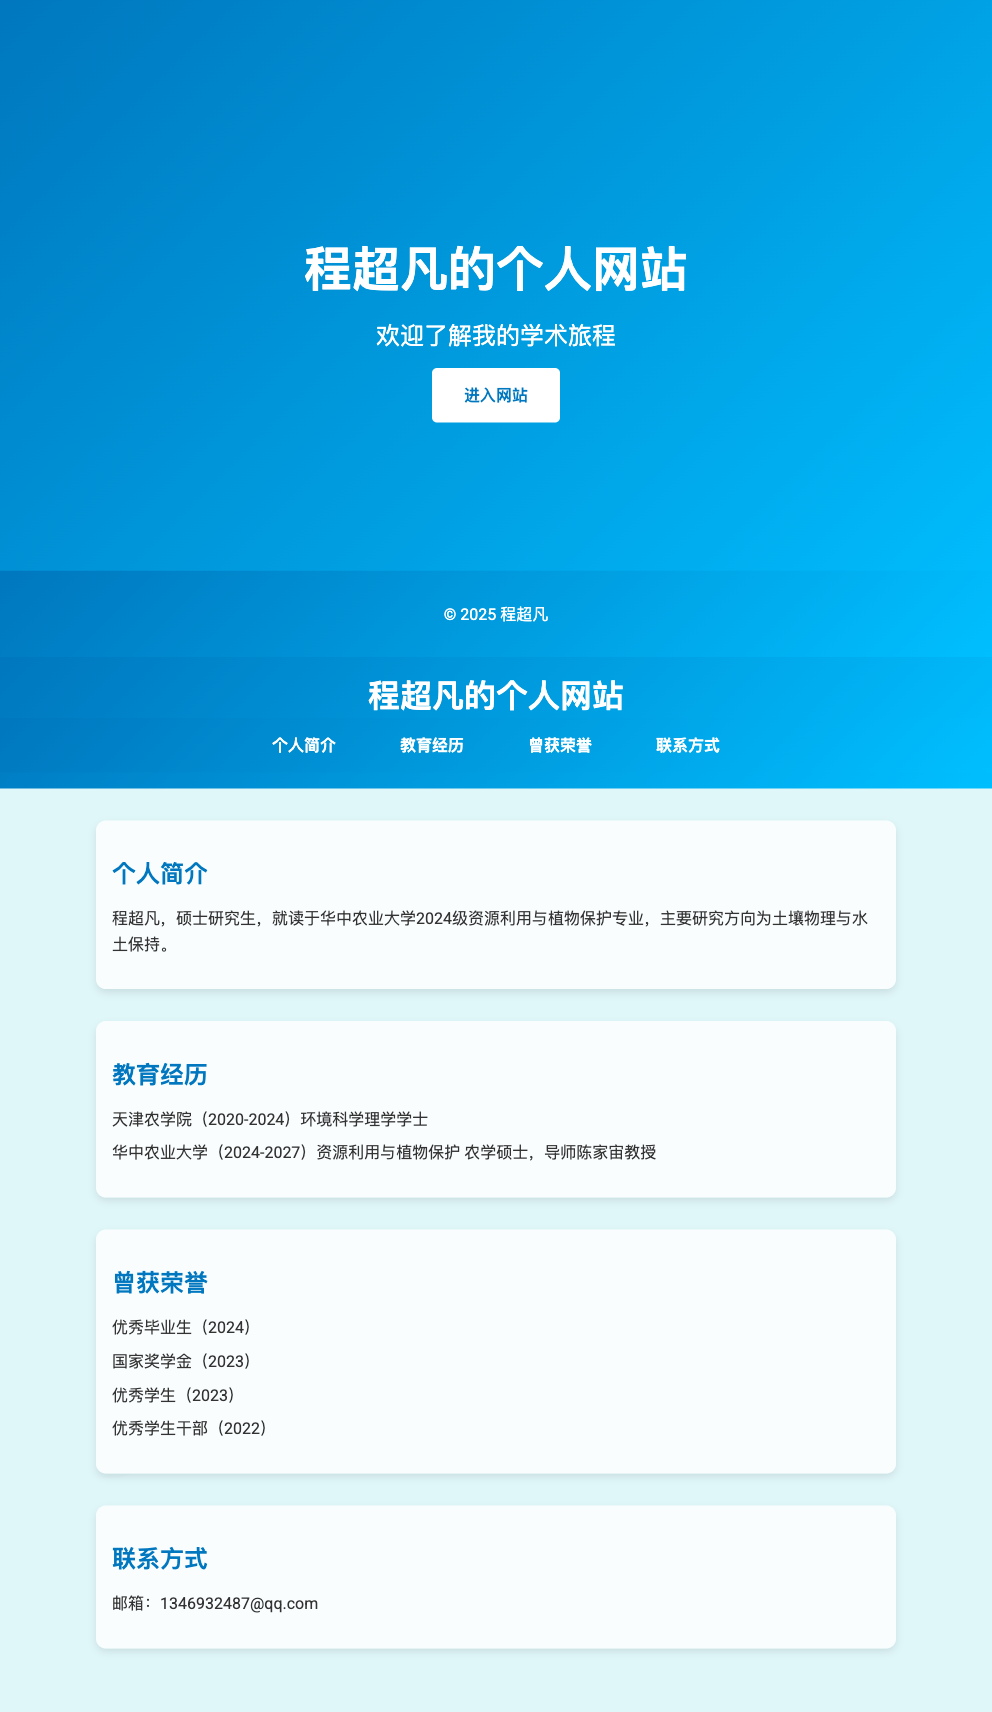 程超凡的个人网站
欢迎了解我的学术旅程
进入网站
© 2025 程超凡
程超凡的个人网站
个人简介 教育经历 曾获荣誉 联系方式
个人简介
程超凡，硕士研究生，就读于华中农业大学2024级资源利用与植物保护专业，主要研究方向为土壤物理与水
土保持。
教育经历
天津农学院（2020-2024）环境科学理学学士
华中农业大学（2024-2027）资源利用与植物保护 农学硕士，导师陈家宙教授
曾获荣誉
优秀毕业生（2024）
国家奖学金（2023）
优秀学生（2023）
优秀学生干部（2022）
联系方式
邮箱：1346932487@qq.com